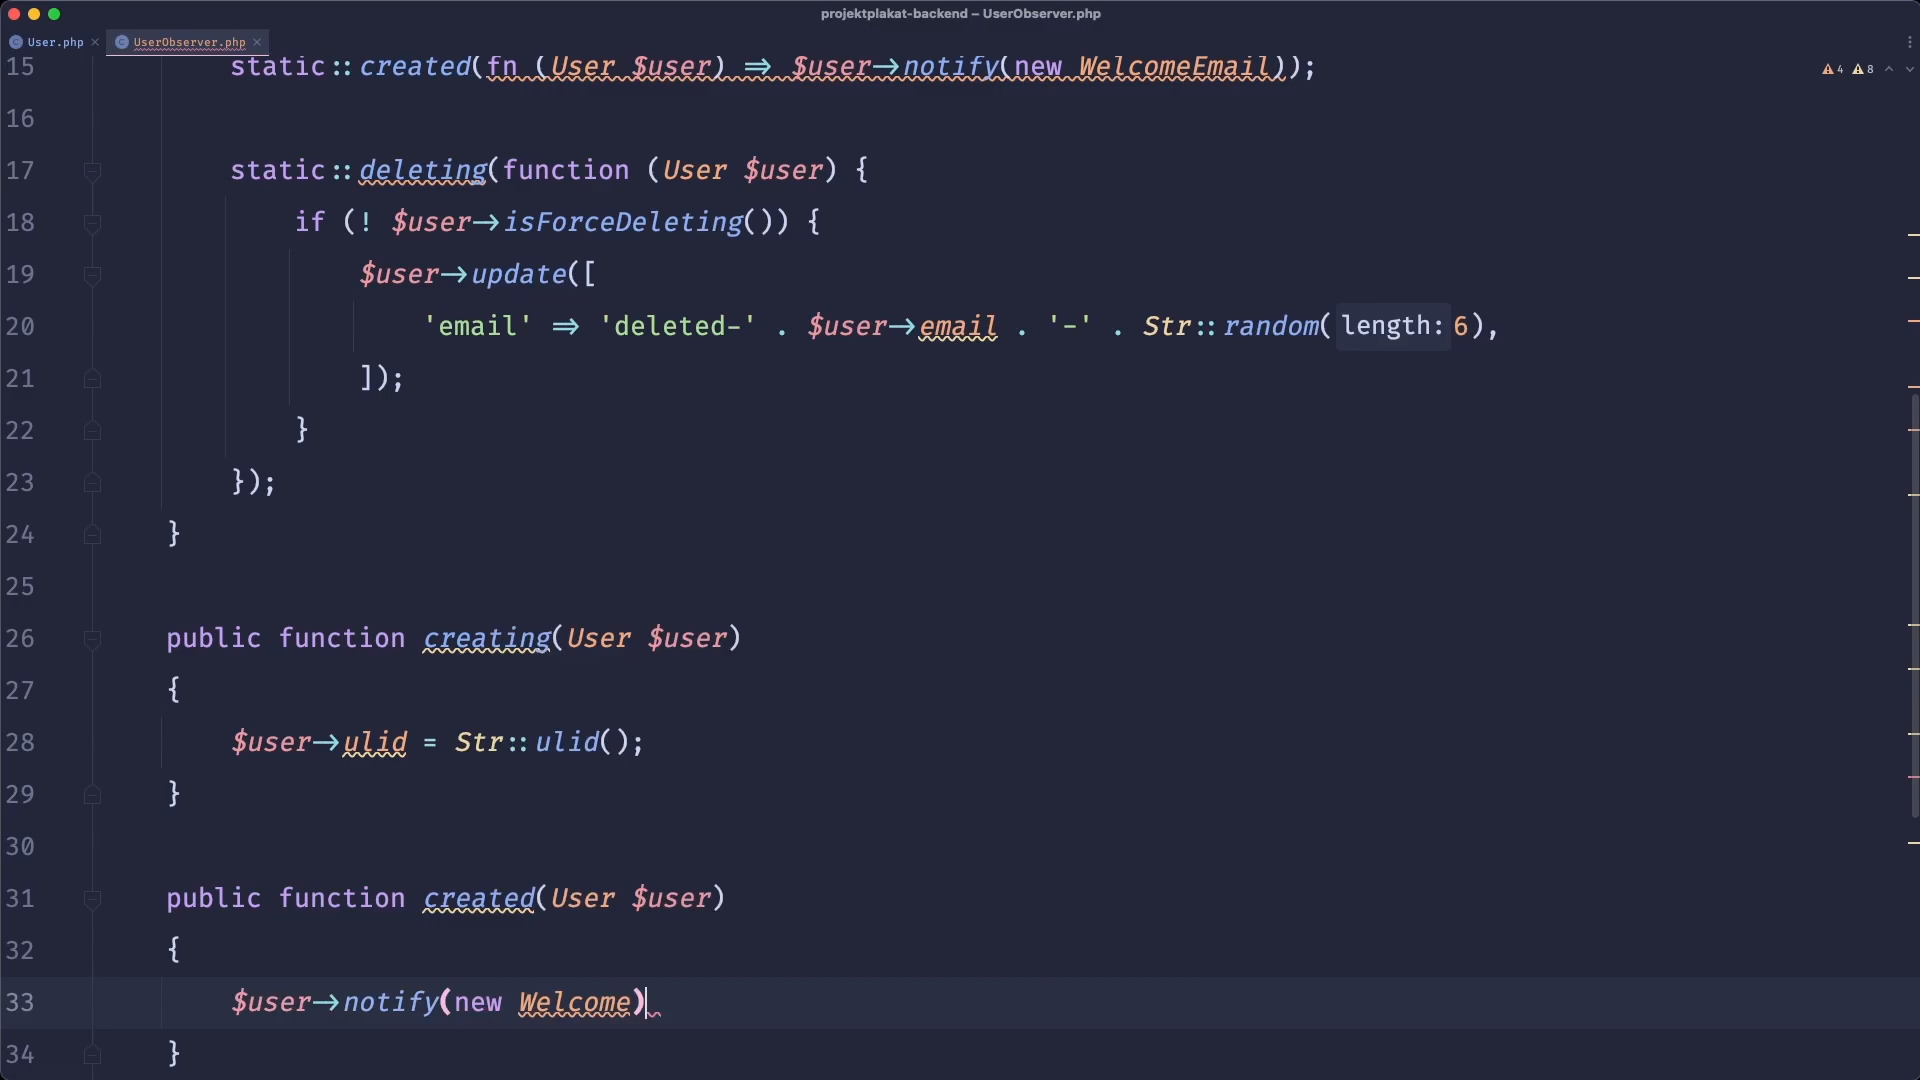 projektplakat-backend – UserObserver.php
User.php
UserObserver.php
4 8
15 static::created(fn (User $user) => $user->notify(new WelcomeEmail));
16
17 static::deleting(function (User $user) {
18 if (! $user->isForceDeleting()) {
19 $user->update([
20 'email' => 'deleted-' . $user->email . '-' . Str::random(length: 6),
21 ]);
22 }
23 });
24 }
25
26 public function creating(User $user)
27 {
28 $user->ulid = Str::ulid();
29 }
30
31 public function created(User $user)
32 {
33 $user->notify(new Welcome)
34 }